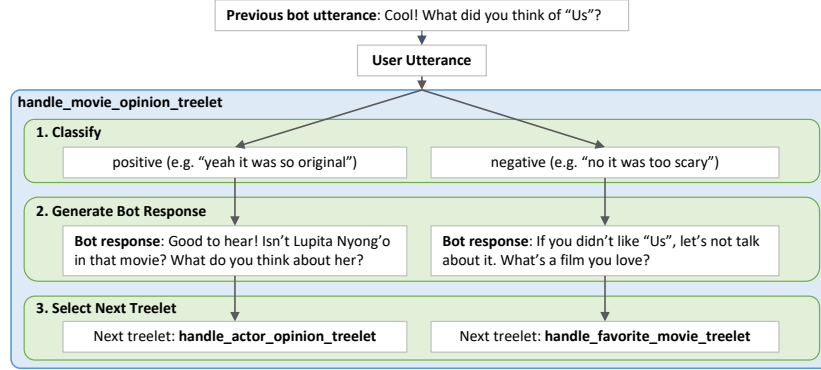 Previous bot utterance: Cool! What did you think of “Us”?
User Utterance
handle_movie_opinion_treelet
1. Classify
positive (e.g. “yeah it was so original”)
negative (e.g. “no it was too scary”)
2. Generate Bot Response
Bot response: Good to hear! Isn’t Lupita Nyong’o
in that movie? What do you think about her?
Bot response: If you didn’t like “Us”, let’s not talk
about it. What’s a film you love?
3. Select Next Treelet
Next treelet: handle_actor_opinion_treelet
Next treelet: handle_favorite_movie_treelet